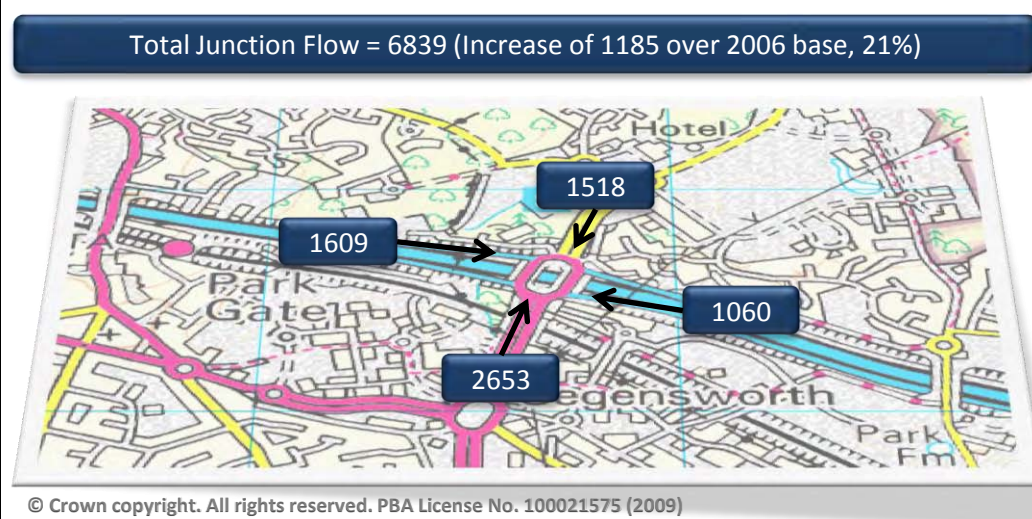 Total Junction Flow = 6839 (Increase of 1185 over 2006 base, 21%)
Hotel
1518
1609
Park
Gate
1060
2653
egensworth
Park
Fm
© Crown copyright. All rights reserved. PBA License No. 100021575 (2009)